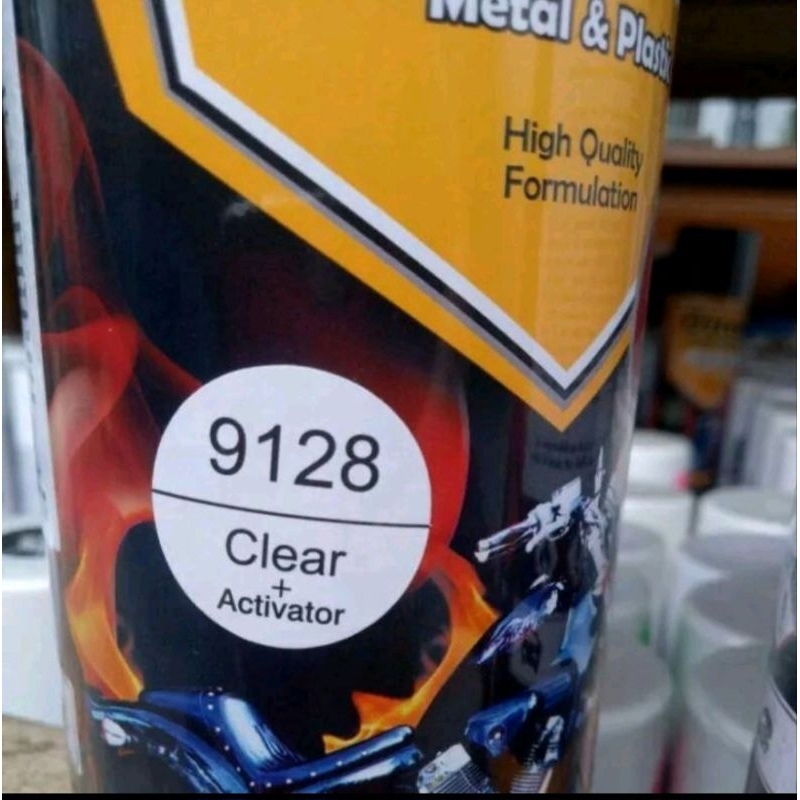 Metal & Plastic
High Quality
Formulation
9128
Clear
+
Activator